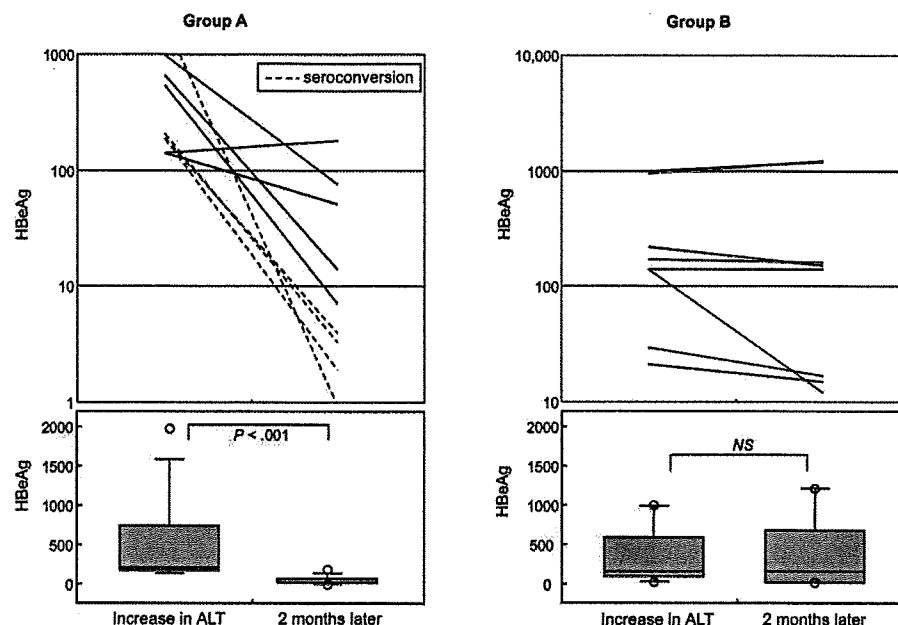 Group A
Group B
1000
100
10
1
HBeAg
seroconversion
10,000
1000
100
10
HBeAg
2000
1500
1000
500
0
HBeAg
P < .001
Increase in ALT
2 months later
2000
1500
1000
500
0
HBeAg
NS
Increase in ALT
2 months later